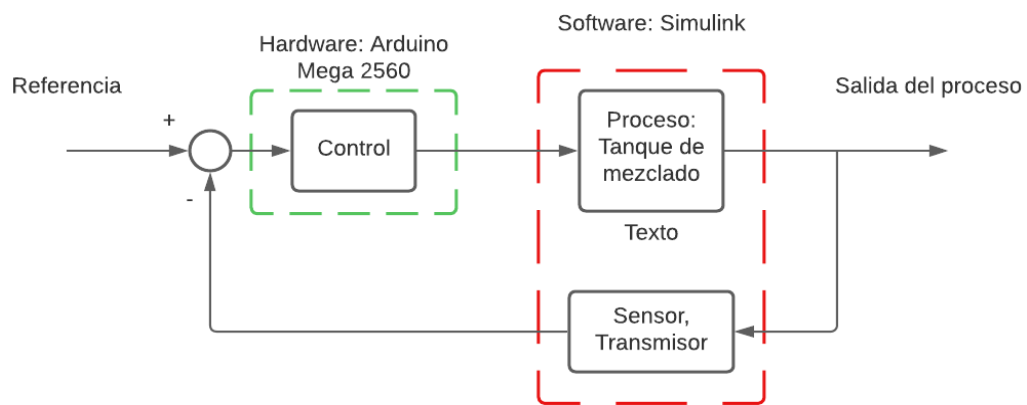 Software: Simulink
Hardware: Arduino
Mega 2560
Referencia
Salida del proceso
+
Control
Proceso:
Tanque de
mezclado
-
Texto
Sensor,
Transmisor